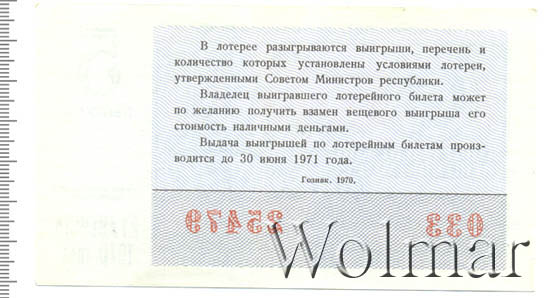 В лотерее разыгрываются выигрыши, перечень и
количество которых установлены условиями лотереи,
утвержденными Советом Министров республики.
Владелец выигравшего лотерейного билета может
по желанию получить взамен вещевого выигрыша его
стоимость наличными деньгами.
Выдача выигрышей по лотерейным билетам произ-
водится до 30 июня 1971 года.
Гознак. 1970.
033 25479
Wolmar